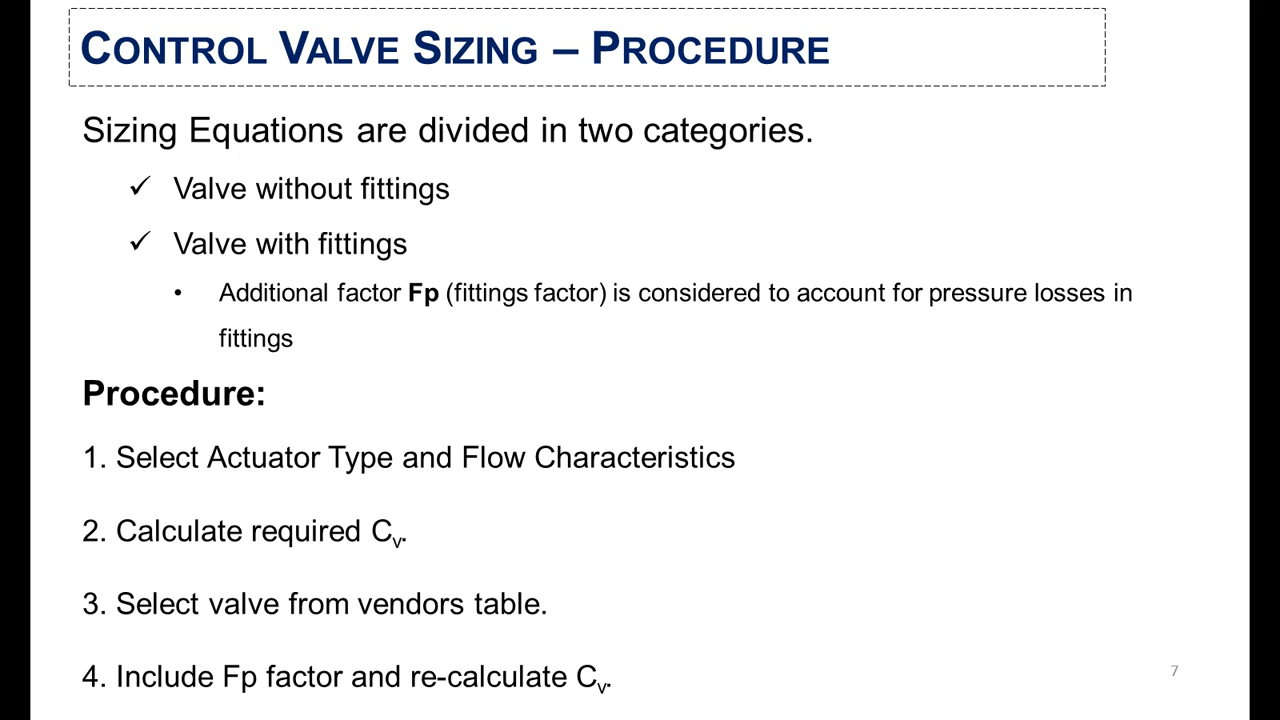 CONTROL VALVE SIZING – PROCEDURE
Sizing Equations are divided in two categories.
✓ Valve without fittings
✓ Valve with fittings
• Additional factor Fp (fittings factor) is considered to account for pressure losses in
fittings
Procedure:
1. Select Actuator Type and Flow Characteristics
2. Calculate required Cv.
3. Select valve from vendors table.
4. Include Fp factor and re-calculate Cv.
7